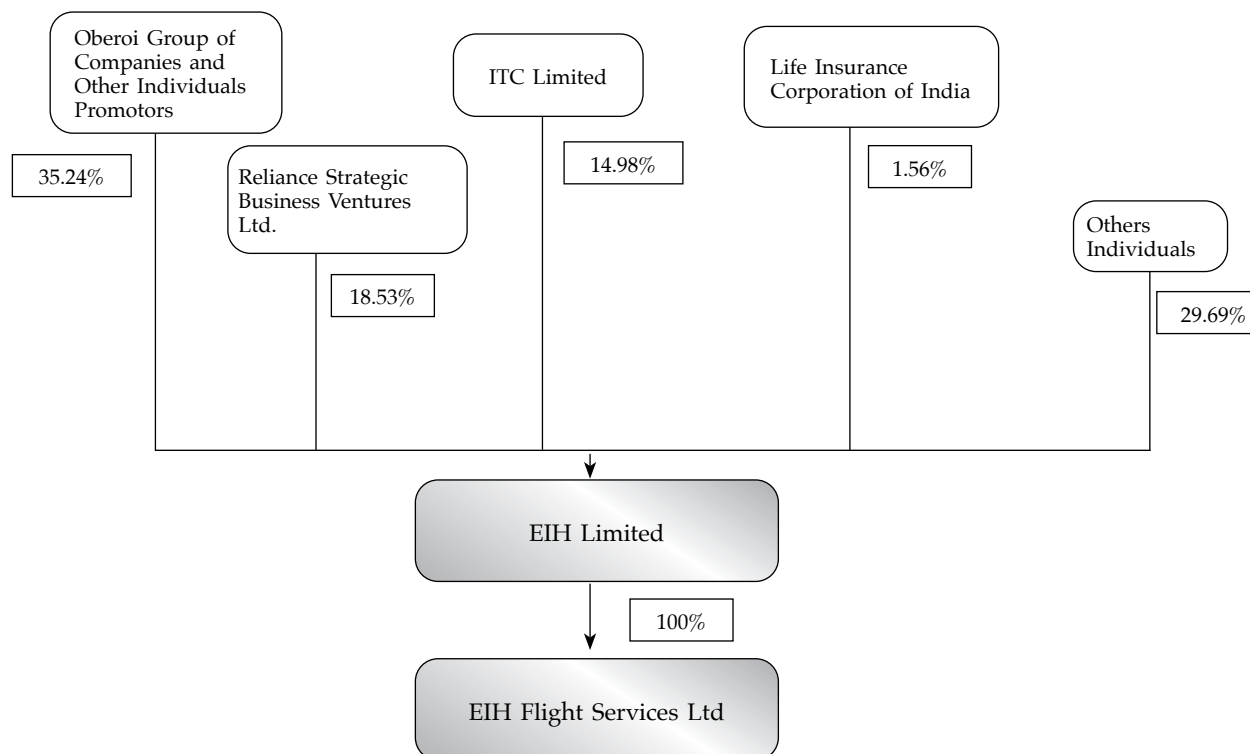 Oberoi Group of
Companies and
Other Individuals
Promotors
35.24%
Reliance Strategic
Business Ventures
Ltd.
18.53%
ITC Limited
14.98%
Life Insurance
Corporation of India
1.56%
Others
Individuals
29.69%
EIH Limited
100%
EIH Flight Services Ltd